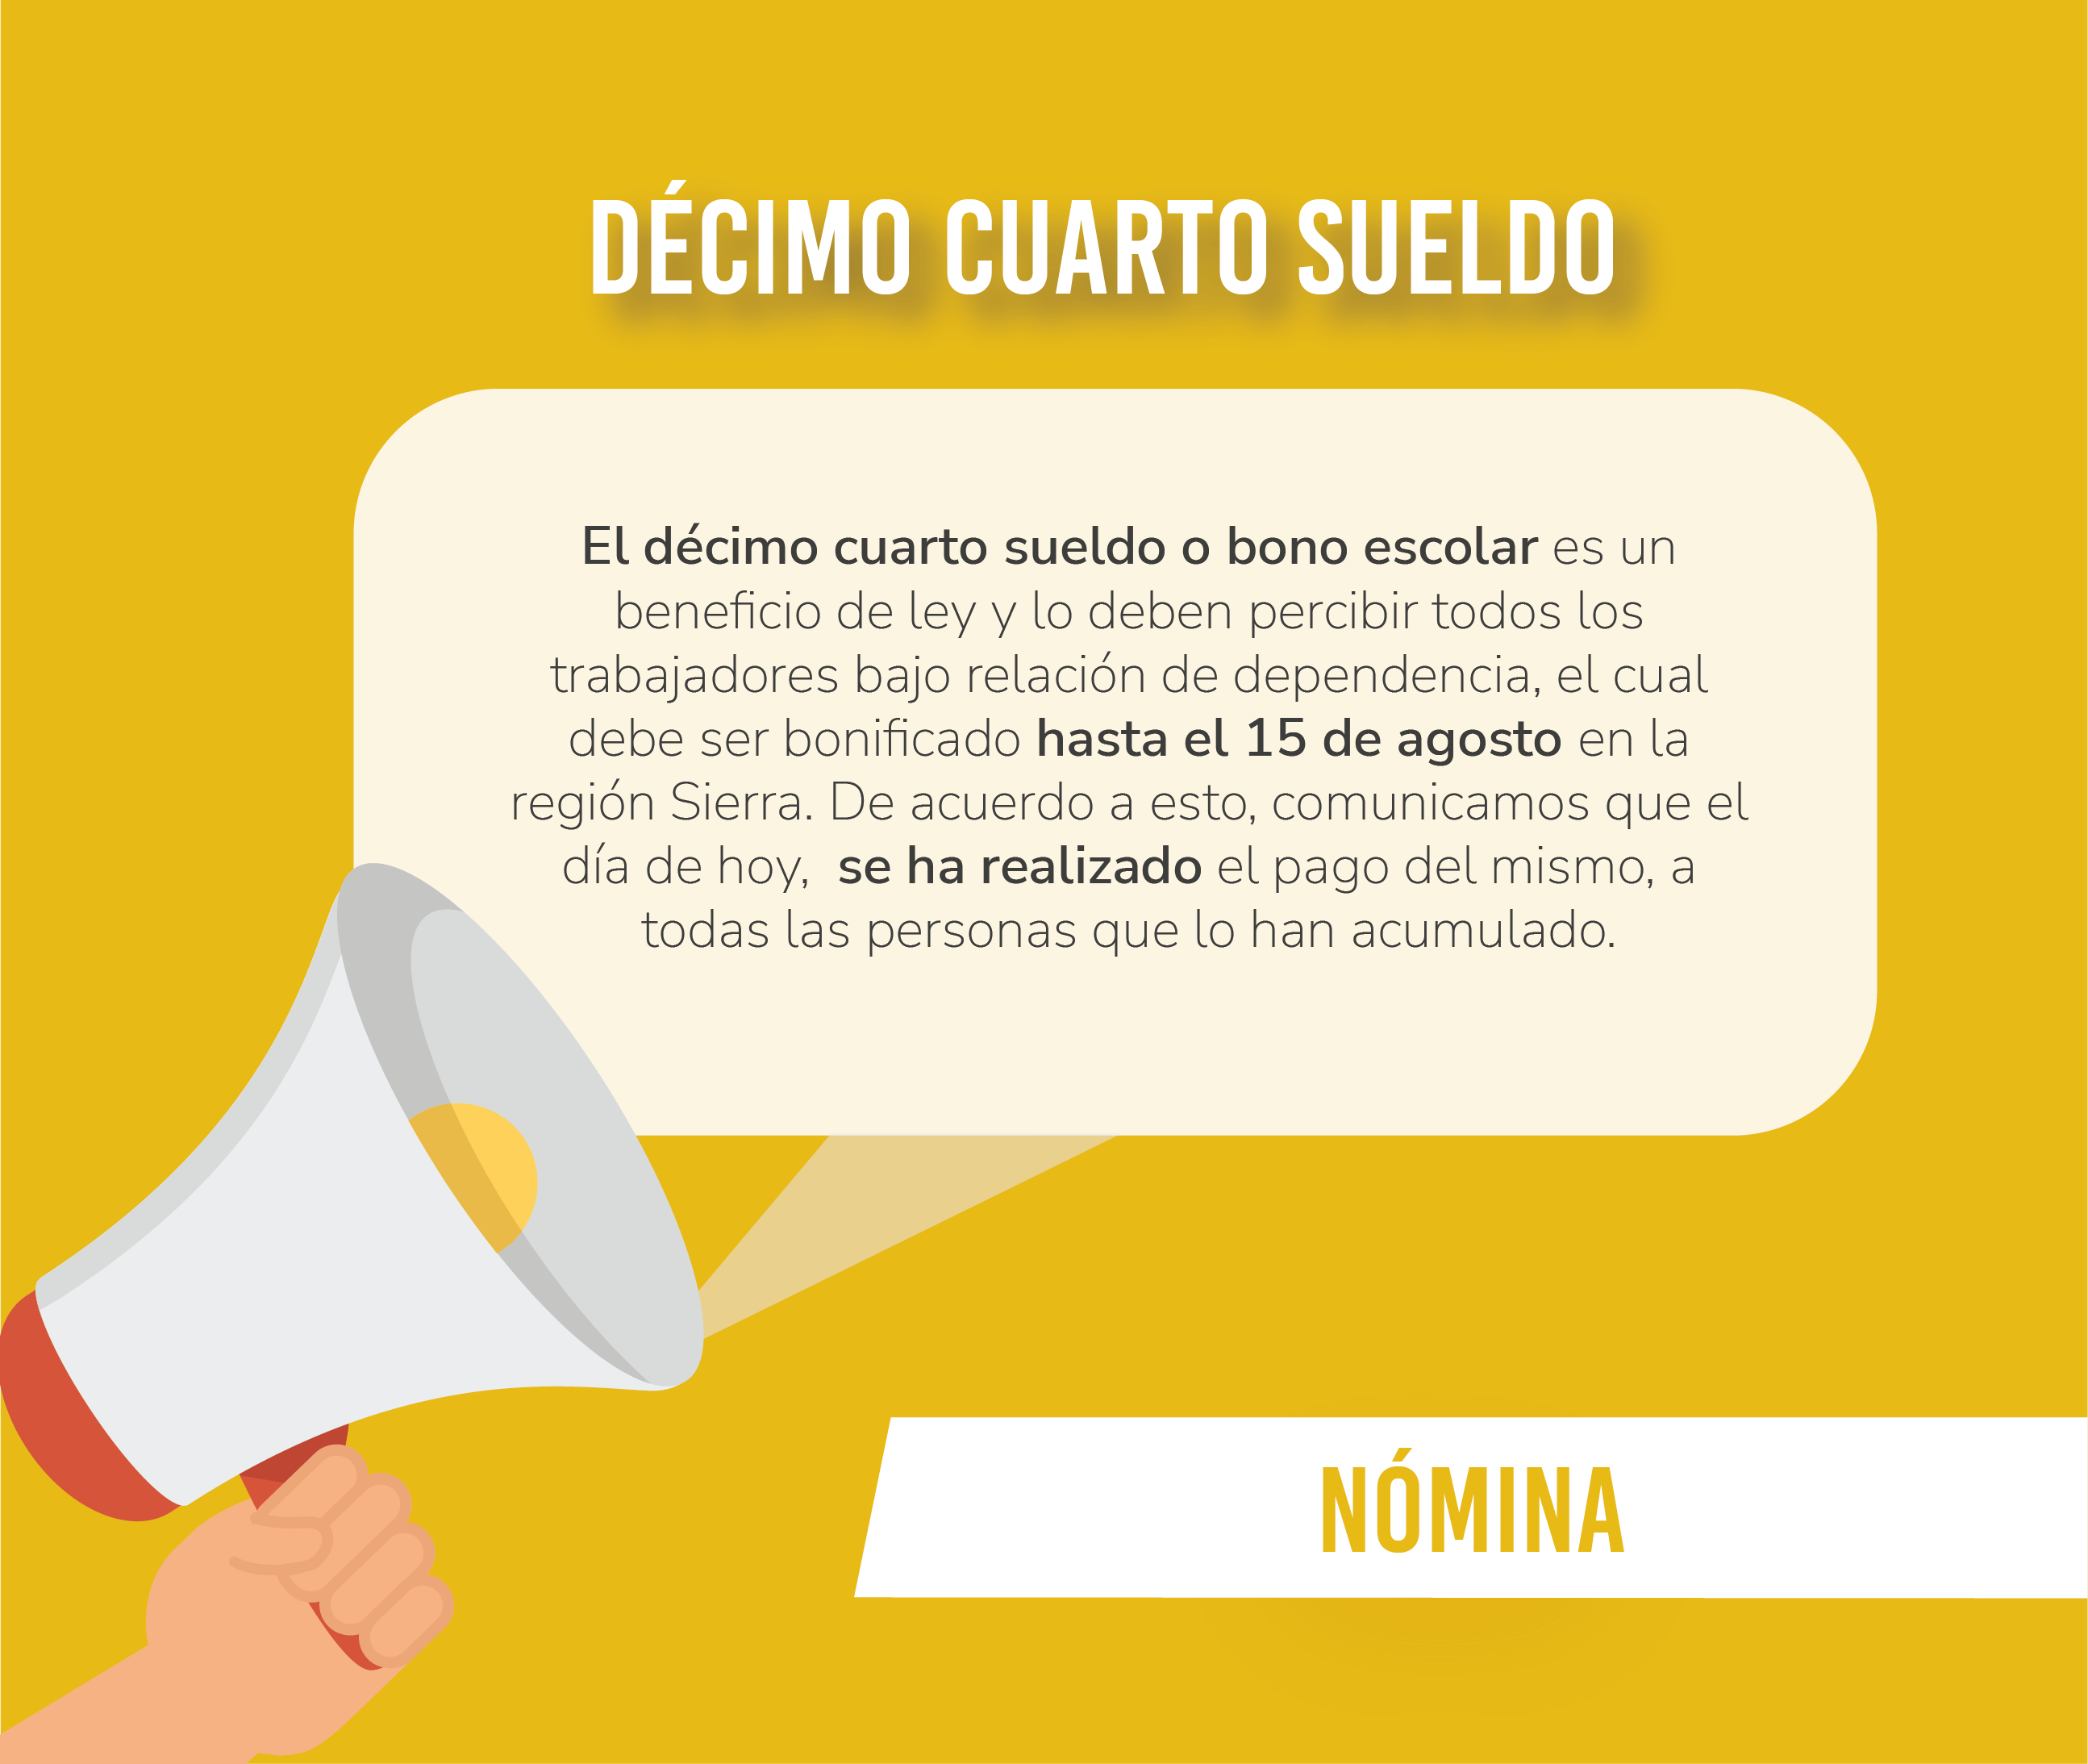 DÉCIMO CUARTO SUELDO
El décimo cuarto sueldo o bono escolar es un
beneficio de ley y lo deben percibir todos los
trabajadores bajo relación de dependencia, el cual
debe ser bonificado hasta el 15 de agosto en la
región Sierra. De acuerdo a esto, comunicamos que el
día de hoy,  se ha realizado el pago del mismo, a
todas las personas que lo han acumulado.
NÓMINA